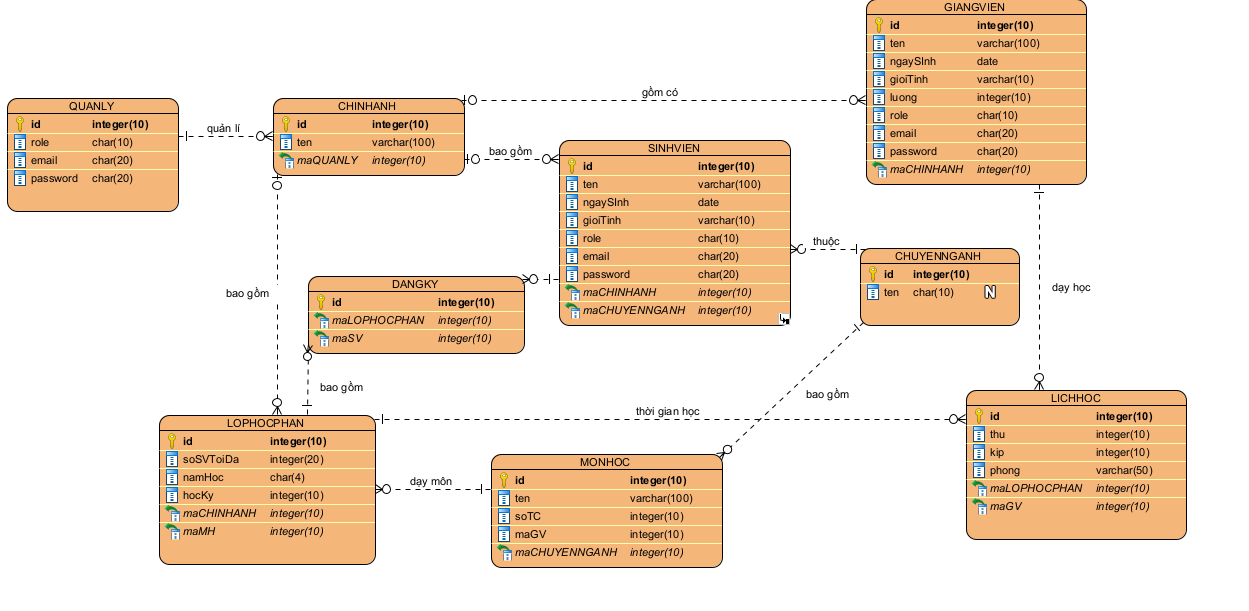 GIANGVIEN
id integer(10)
ten varchar(100)
ngaySInh date
gioiTinh varchar(10)
luong integer(10)
role char(10)
email char(20)
password char(20)
maCHINHANH integer(10)
gồm có
QUANLY
id integer(10)
role char(10)
email char(20)
password char(20)
quản lí
CHINHANH
id integer(10)
ten varchar(100)
maQUANLY integer(10)
bao gồm
SINHVIEN
id integer(10)
ten varchar(100)
ngaySInh date
gioiTinh varchar(10)
role char(10)
email char(20)
password char(20)
maCHINHANH integer(10)
maCHUYENNGANH integer(10)
thuộc
CHUYENNGANH
id integer(10)
ten char(10) N
dạy học
bao gồm
DANGKY
id integer(10)
maLOPHOCPHAN integer(10)
maSV integer(10)
bao gồm
bao gồm
thời gian học
LOPHOCPHAN
id integer(10)
soSVToiDa integer(20)
namHoc char(4)
hocKy integer(10)
maCHINHANH integer(10)
maMH integer(10)
dạy môn
MONHOC
id integer(10)
ten varchar(100)
soTC integer(10)
maGV integer(10)
maCHUYENNGANH integer(10)
LICHHOC
id integer(10)
thu integer(10)
kip integer(10)
phong varchar(50)
maLOPHOCPHAN integer(10)
maGV integer(10)